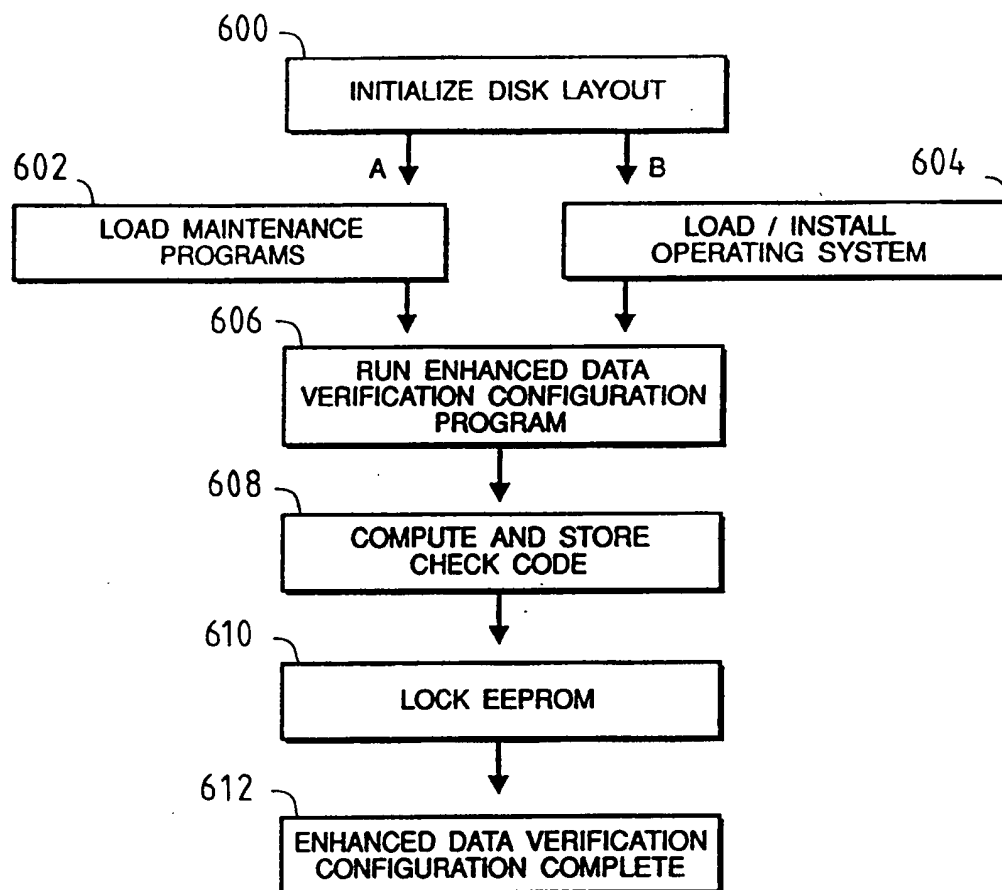 600
INITIALIZE DISK LAYOUT
A
B
602
LOAD MAINTENANCE
PROGRAMS
604
LOAD / INSTALL
OPERATING SYSTEM
606
RUN ENHANCED DATA
VERIFICATION CONFIGURATION
PROGRAM
608
COMPUTE AND STORE
CHECK CODE
610
LOCK EEPROM
612
ENHANCED DATA VERIFICATION
CONFIGURATION COMPLETE